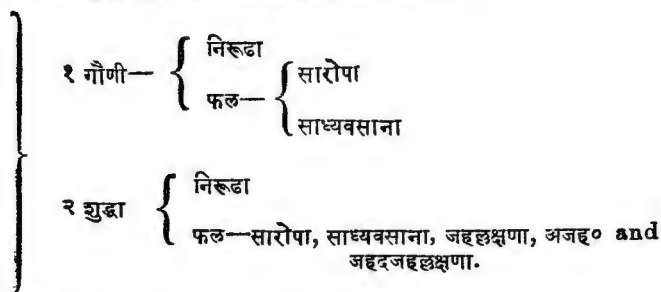 निरूढा
१ गौणी—
सारोपा
फल—
साध्यवसाना
निरूढा
२ शुद्धा
फल—सारोपा, साध्यवसाना, जहल्लक्षणा, अजह० and
जहदजहल्लक्षणा.